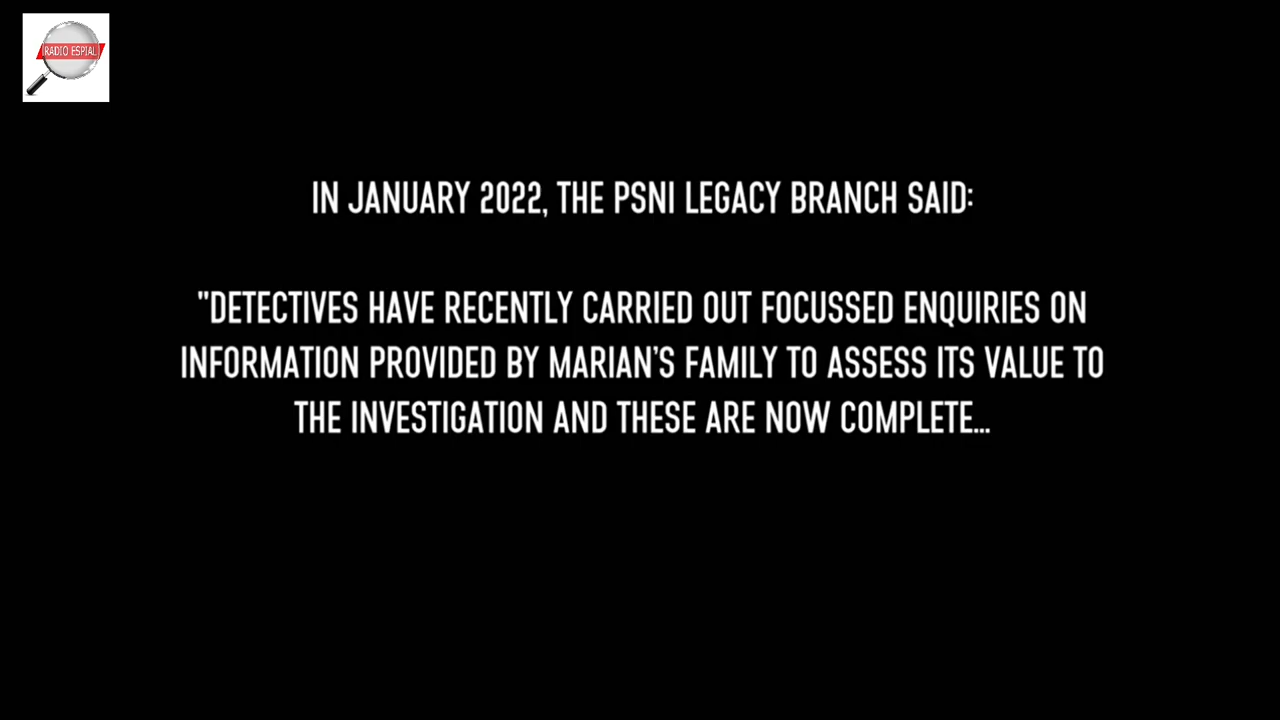 RADIO ESPIAL
IN JANUARY 2022, THE PSNI LEGACY BRANCH SAID:
"DETECTIVES HAVE RECENTLY CARRIED OUT FOCUSSED ENQUIRIES ON
INFORMATION PROVIDED BY MARIAN'S FAMILY TO ASSESS ITS VALUE TO
THE INVESTIGATION AND THESE ARE NOW COMPLETE...